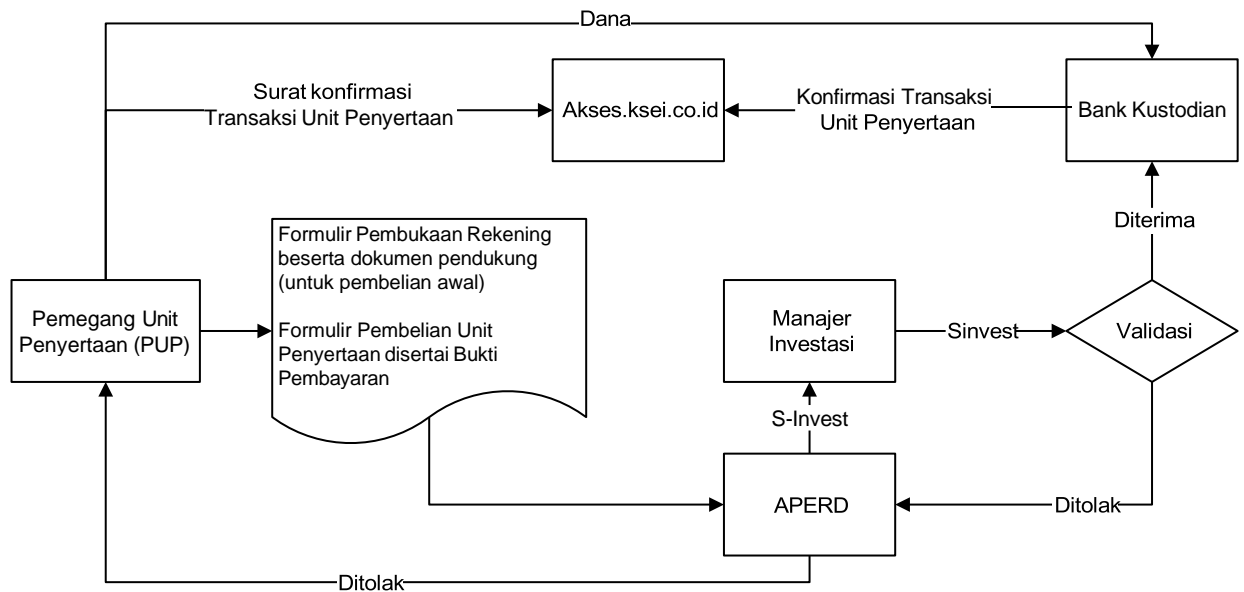 Dana
Surat konfirmasi
Transaksi Unit Penyertaan
Akses.ksei.co.id
Konfirmasi Transaksi
Unit Penyertaan
Bank Kustodian
Diterima
Formulir Pembukaan Rekening
beserta dokumen pendukung
(untuk pembelian awal)
Formulir Pembelian Unit
Penyertaan disertai Bukti
Pembayaran
Pemegang Unit
Penyertaan (PUP)
Manajer
Investasi
Sinvest
Validasi
S-Invest
APERD
Ditolak
Ditolak